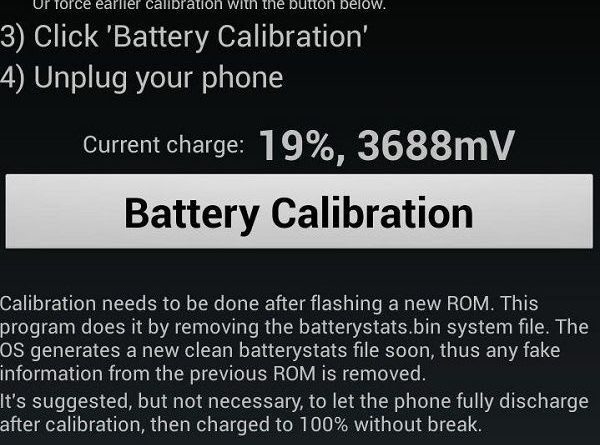 Or force earlier calibration with the button below.
3) Click 'Battery Calibration'
4) Unplug your phone
Current charge: 19%, 3688mV
Battery Calibration
Calibration needs to be done after flashing a new ROM. This
program does it by removing the batterystats.bin system file. The
OS generates a new clean batterystats file soon, thus any fake
information from the previous ROM is removed.
It's suggested, but not necessary, to let the phone fully discharge
after calibration, then charged to 100% without break.